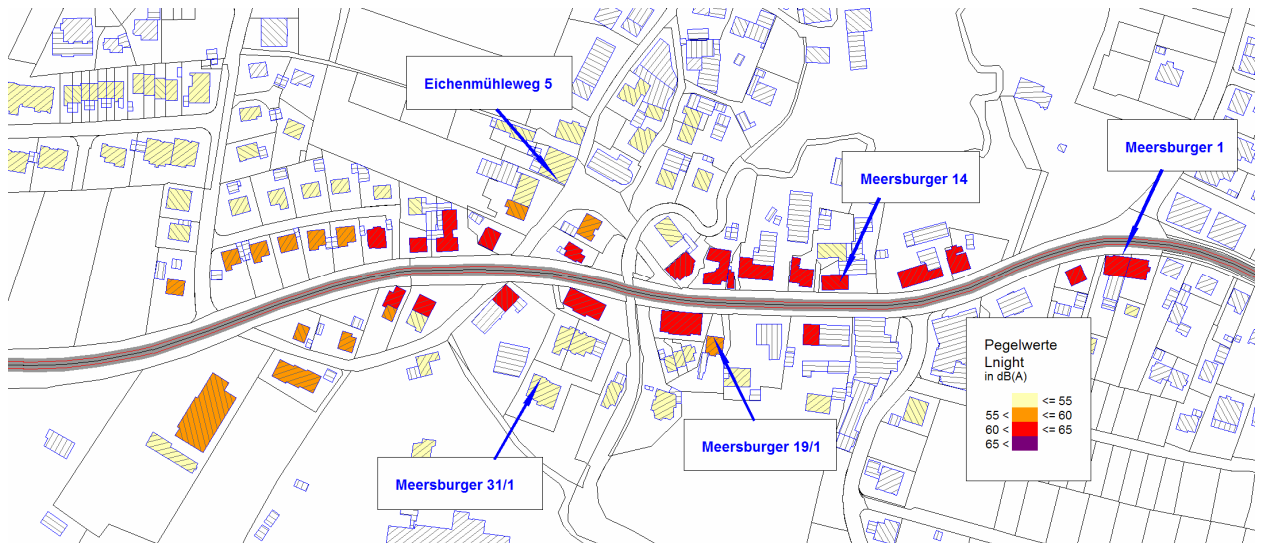 Eichenmühleweg 5
Meersburger 1
Meersburger 14
Pegelwerte
Lnight
in dB(A)
<= 55
55 < <= 60
60 < <= 65
65 <
Meersburger 19/1
Meersburger 31/1